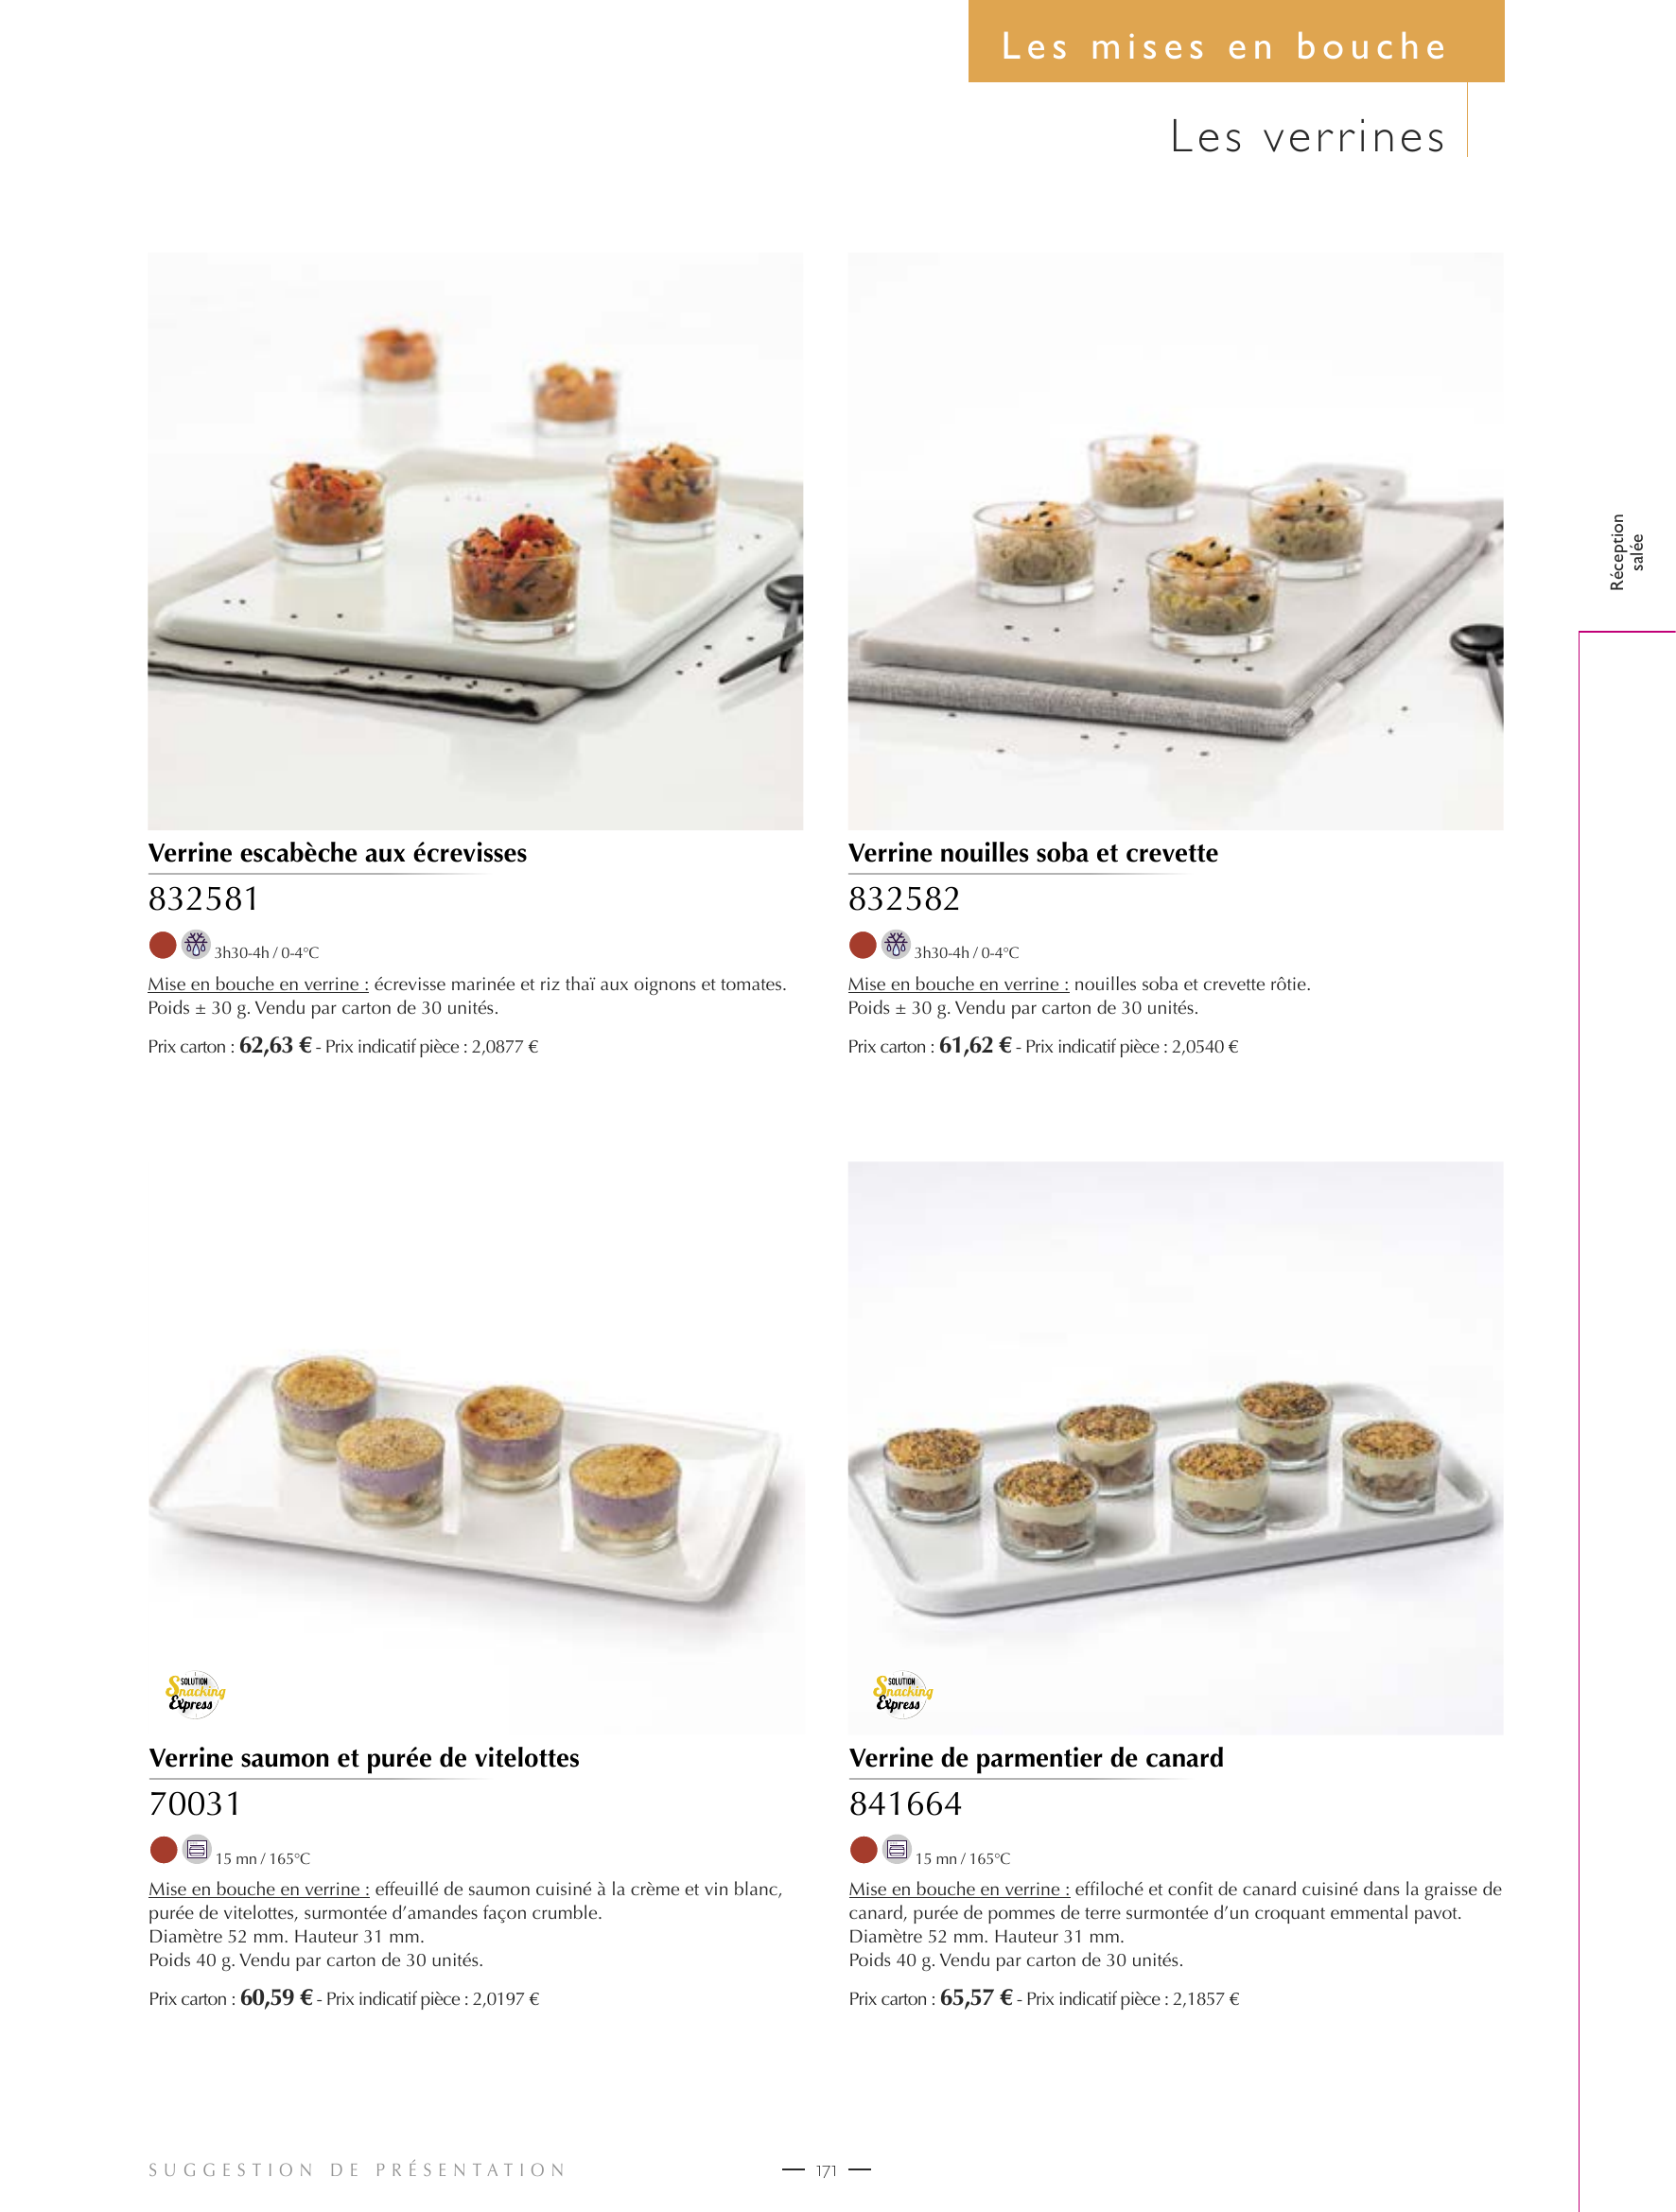 Les mises en bouche
Les verrines
Réception
salée
Verrine escabèche aux écrevisses
832581
3h30-4h / 0-4°C
Mise en bouche en verrine : écrevisse marinée et riz thaï aux oignons et tomates.
Poids ± 30 g. Vendu par carton de 30 unités.
Prix carton : 62,63 € - Prix indicatif pièce : 2,0877 €
Verrine nouilles soba et crevette
832582
3h30-4h / 0-4°C
Mise en bouche en verrine : nouilles soba et crevette rôtie.
Poids ± 30 g. Vendu par carton de 30 unités.
Prix carton : 61,62 € - Prix indicatif pièce : 2,0540 €
SOLUTION
Snacking
Express
Verrine saumon et purée de vitelottes
70031
15 mn / 165°C
Mise en bouche en verrine : effeuillé de saumon cuisiné à la crème et vin blanc,
purée de vitelottes, surmontée d’amandes façon crumble.
Diamètre 52 mm. Hauteur 31 mm.
Poids 40 g. Vendu par carton de 30 unités.
Prix carton : 60,59 € - Prix indicatif pièce : 2,0197 €
SOLUTION
Snacking
Express
Verrine de parmentier de canard
841664
15 mn / 165°C
Mise en bouche en verrine : effiloché et confit de canard cuisiné dans la graisse de
canard, purée de pommes de terre surmontée d’un croquant emmental pavot.
Diamètre 52 mm. Hauteur 31 mm.
Poids 40 g. Vendu par carton de 30 unités.
Prix carton : 65,57 € - Prix indicatif pièce : 2,1857 €
SUGGESTION DE PRÉSENTATION
171